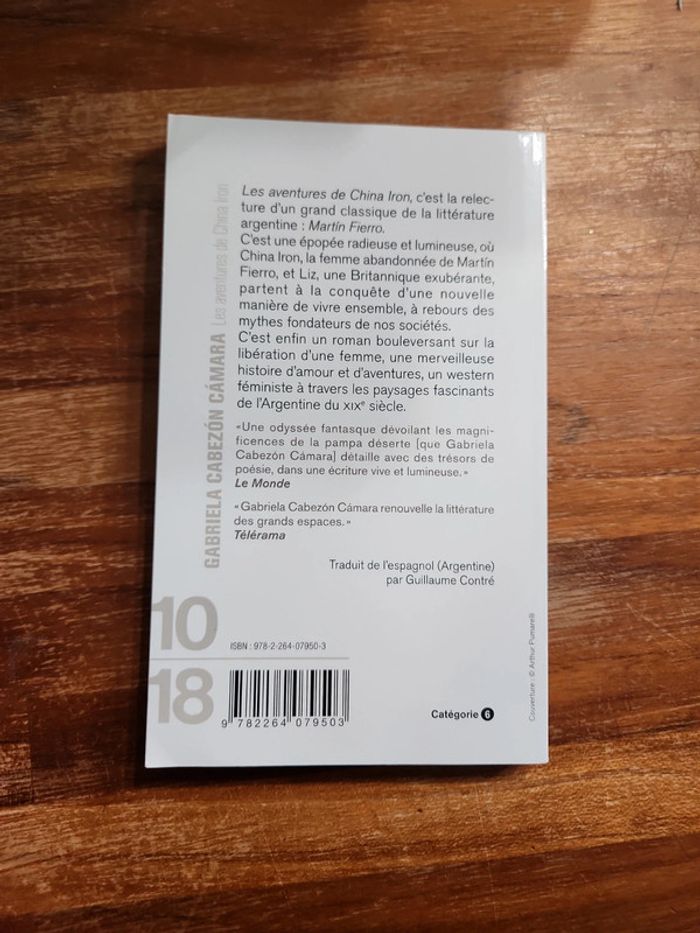 GABRIELA CABEZÓN CÁMARA Les aventures de China Iron
Les aventures de China Iron, c'est la relec-
ture d'un grand classique de la littérature
argentine : Martín Fierro.
C'est une épopée radieuse et lumineuse, où
China Iron, la femme abandonnée de Martín
Fierro, et Liz, une Britannique exubérante,
partent à la conquête d'une nouvelle
manière de vivre ensemble, à rebours des
mythes fondateurs de nos sociétés.
C'est enfin un roman bouleversant sur la
libération d'une femme, une merveilleuse
histoire d'amour et d'aventures, un western
féministe à travers les paysages fascinants
de l'Argentine du XIXe siècle.
« Une odyssée fantasque dévoilant les magni-
ficences de la pampa déserte [que Gabriela
Cabezón Cámara] détaille avec des trésors de
poésie, dans une écriture vive et lumineuse. »
Le Monde
« Gabriela Cabezón Cámara renouvelle la littérature
des grands espaces. »
Télérama
Traduit de l'espagnol (Argentine)
par Guillaume Contré
10
18
ISBN : 978-2-264-07950-3
9 782264 079503
Catégorie 6
Couverture : © Arthur Pumarelli